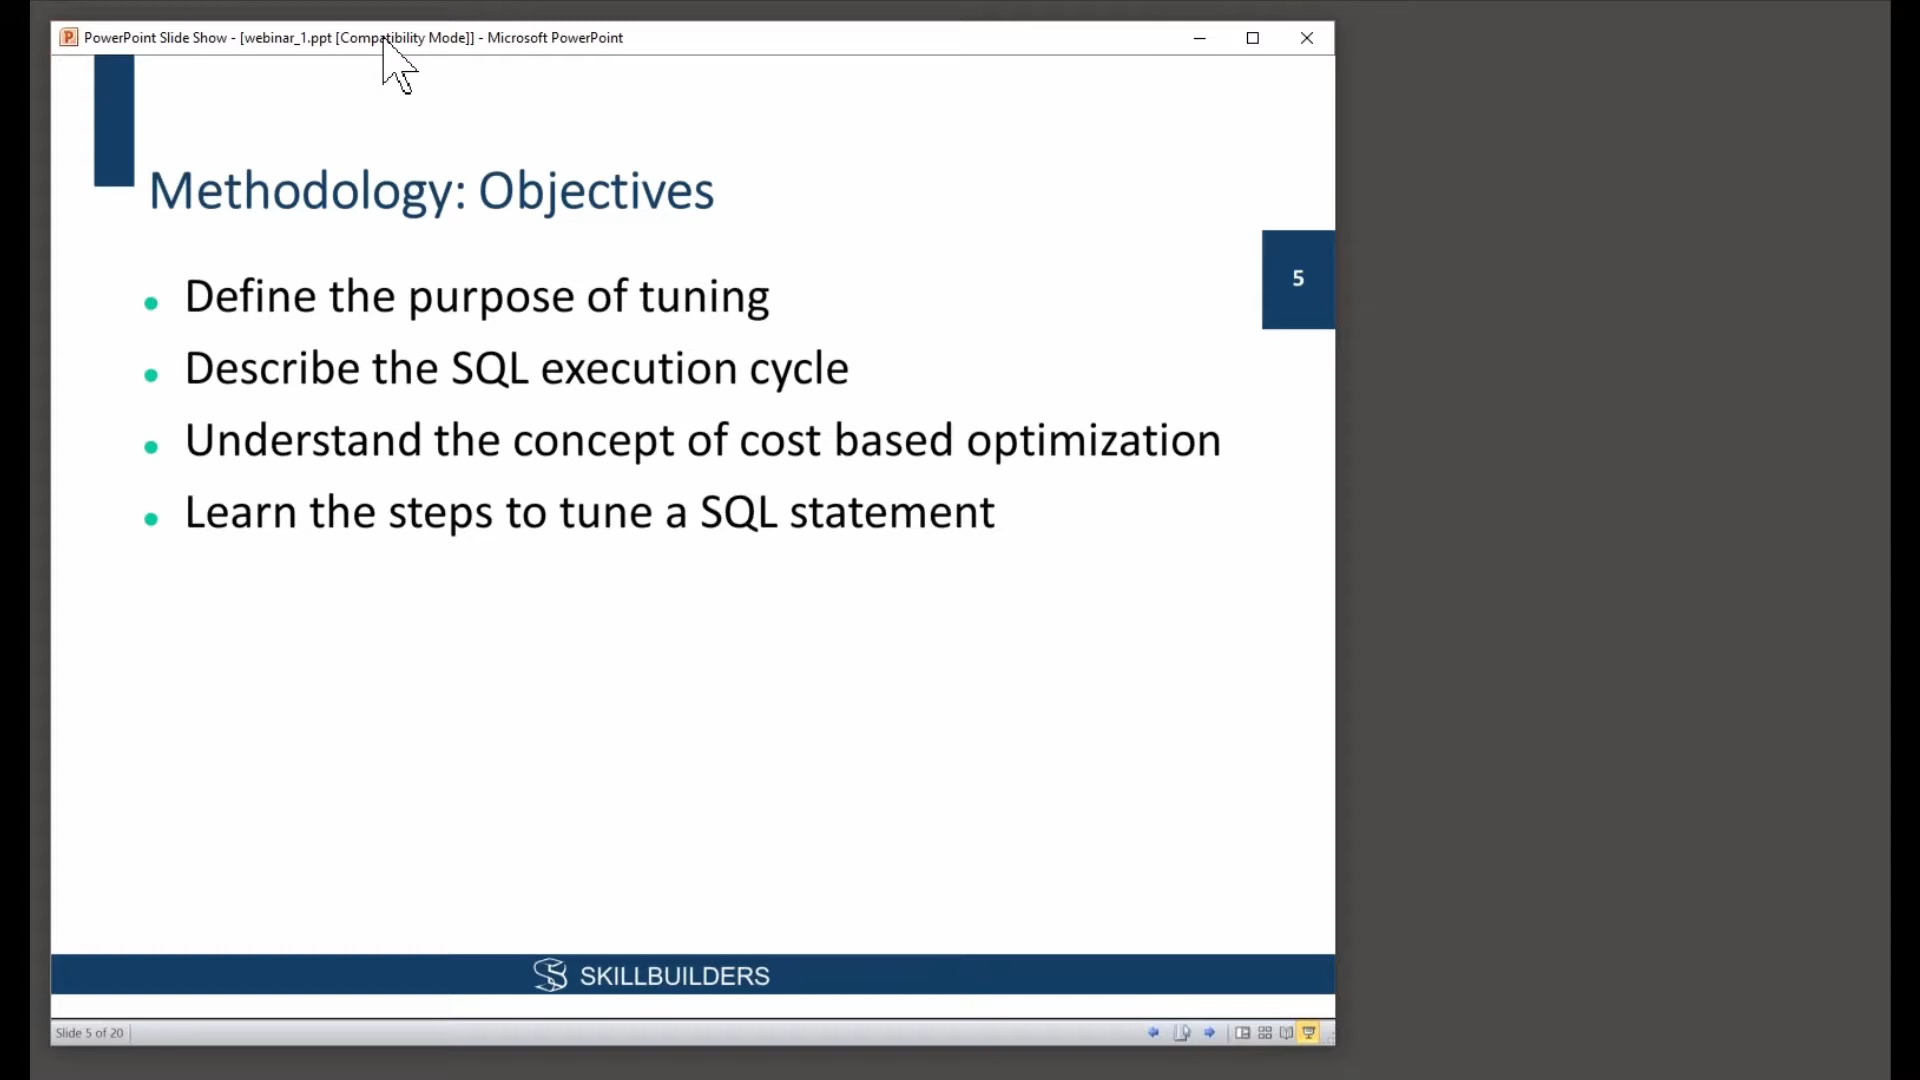 PowerPoint Slide Show - [webinar_1.ppt [Compatibility Mode]] - Microsoft PowerPoint
Methodology: Objectives
5
Define the purpose of tuning
Describe the SQL execution cycle
Understand the concept of cost based optimization
Learn the steps to tune a SQL statement
SKILLBUILDERS
Slide 5 of 20